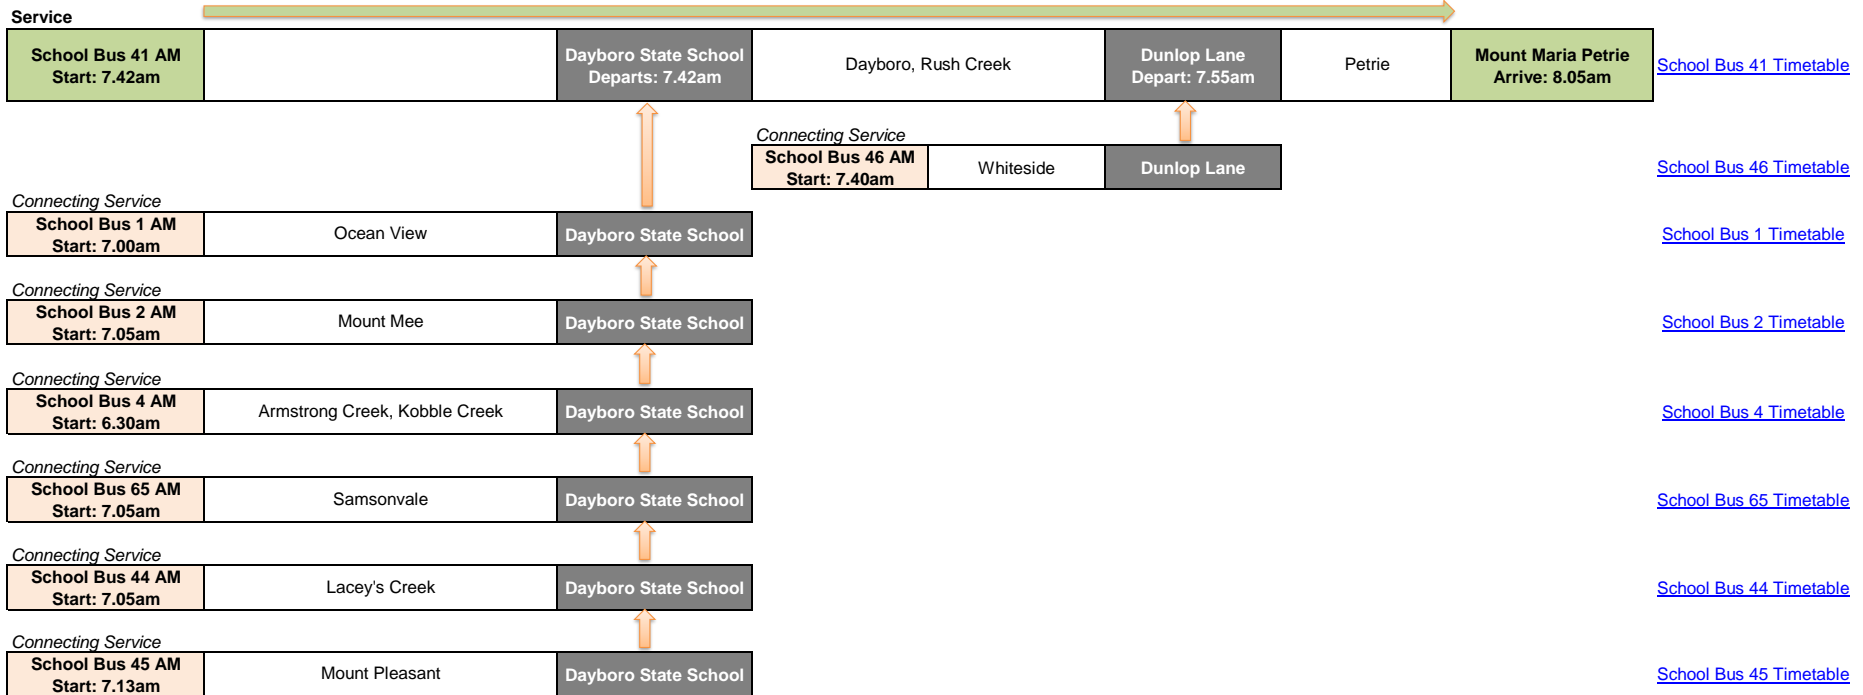 Service
School Bus 41 AM
Start: 7.42am
Dayboro State School
Departs: 7.42am
Dayboro, Rush Creek
Dunlop Lane
Depart: 7.55am
Petrie
Mount Maria Petrie
Arrive: 8.05am
School Bus 41 Timetable
Connecting Service
School Bus 46 AM
Start: 7.40am
Whiteside
Dunlop Lane
School Bus 46 Timetable
Connecting Service
School Bus 1 AM
Start: 7.00am
Ocean View
Dayboro State School
School Bus 1 Timetable
Connecting Service
School Bus 2 AM
Start: 7.05am
Mount Mee
Dayboro State School
School Bus 2 Timetable
Connecting Service
School Bus 4 AM
Start: 6.30am
Armstrong Creek, Kobble Creek
Dayboro State School
School Bus 4 Timetable
Connecting Service
School Bus 65 AM
Start: 7.05am
Samsonvale
Dayboro State School
School Bus 65 Timetable
Connecting Service
School Bus 44 AM
Start: 7.05am
Lacey's Creek
Dayboro State School
School Bus 44 Timetable
Connecting Service
School Bus 45 AM
Start: 7.13am
Mount Pleasant
Dayboro State School
School Bus 45 Timetable